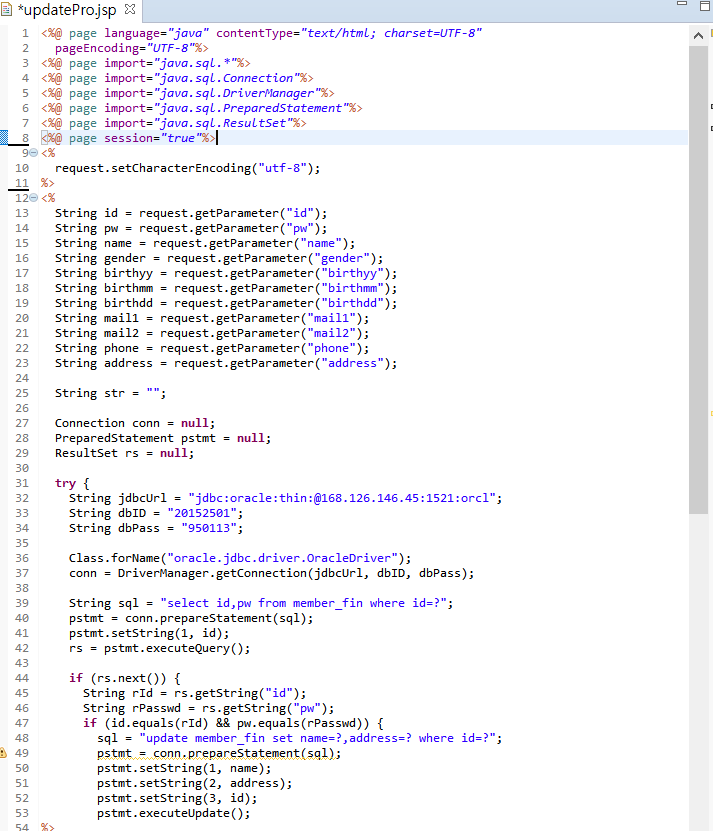 *updatePro.jsp
1 <%@ page language="java" contentType="text/html; charset=UTF-8"
2 pageEncoding="UTF-8"%>
3 <%@ page import="java.sql.*"%>
4 <%@ page import="java.sql.Connection"%>
5 <%@ page import="java.sql.DriverManager"%>
6 <%@ page import="java.sql.PreparedStatement"%>
7 <%@ page import="java.sql.ResultSet"%>
8 <%@ page session="true"%>
9 <%
10 request.setCharacterEncoding("utf-8");
11 %>
12 <%
13 String id = request.getParameter("id");
14 String pw = request.getParameter("pw");
15 String name = request.getParameter("name");
16 String gender = request.getParameter("gender");
17 String birthyy = request.getParameter("birthyy");
18 String birthmm = request.getParameter("birthmm");
19 String birthdd = request.getParameter("birthdd");
20 String mail1 = request.getParameter("mail1");
21 String mail2 = request.getParameter("mail2");
22 String phone = request.getParameter("phone");
23 String address = request.getParameter("address");
24
25 String str = "";
26
27 Connection conn = null;
28 PreparedStatement pstmt = null;
29 ResultSet rs = null;
30
31 try {
32 String jdbcUrl = "jdbc:oracle:thin:@168.126.146.45:1521:orcl";
33 String dbID = "20152501";
34 String dbPass = "950113";
35
36 Class.forName("oracle.jdbc.driver.OracleDriver");
37 conn = DriverManager.getConnection(jdbcUrl, dbID, dbPass);
38
39 String sql = "select id,pw from member_fin where id=?";
40 pstmt = conn.prepareStatement(sql);
41 pstmt.setString(1, id);
42 rs = pstmt.executeQuery();
43
44 if (rs.next()) {
45 String rId = rs.getString("id");
46 String rPasswd = rs.getString("pw");
47 if (id.equals(rId) && pw.equals(rPasswd)) {
48 sql = "update member_fin set name=?,address=? where id=?";
49 pstmt = conn.prepareStatement(sql);
50 pstmt.setString(1, name);
51 pstmt.setString(2, address);
52 pstmt.setString(3, id);
53 pstmt.executeUpdate();
54 %>